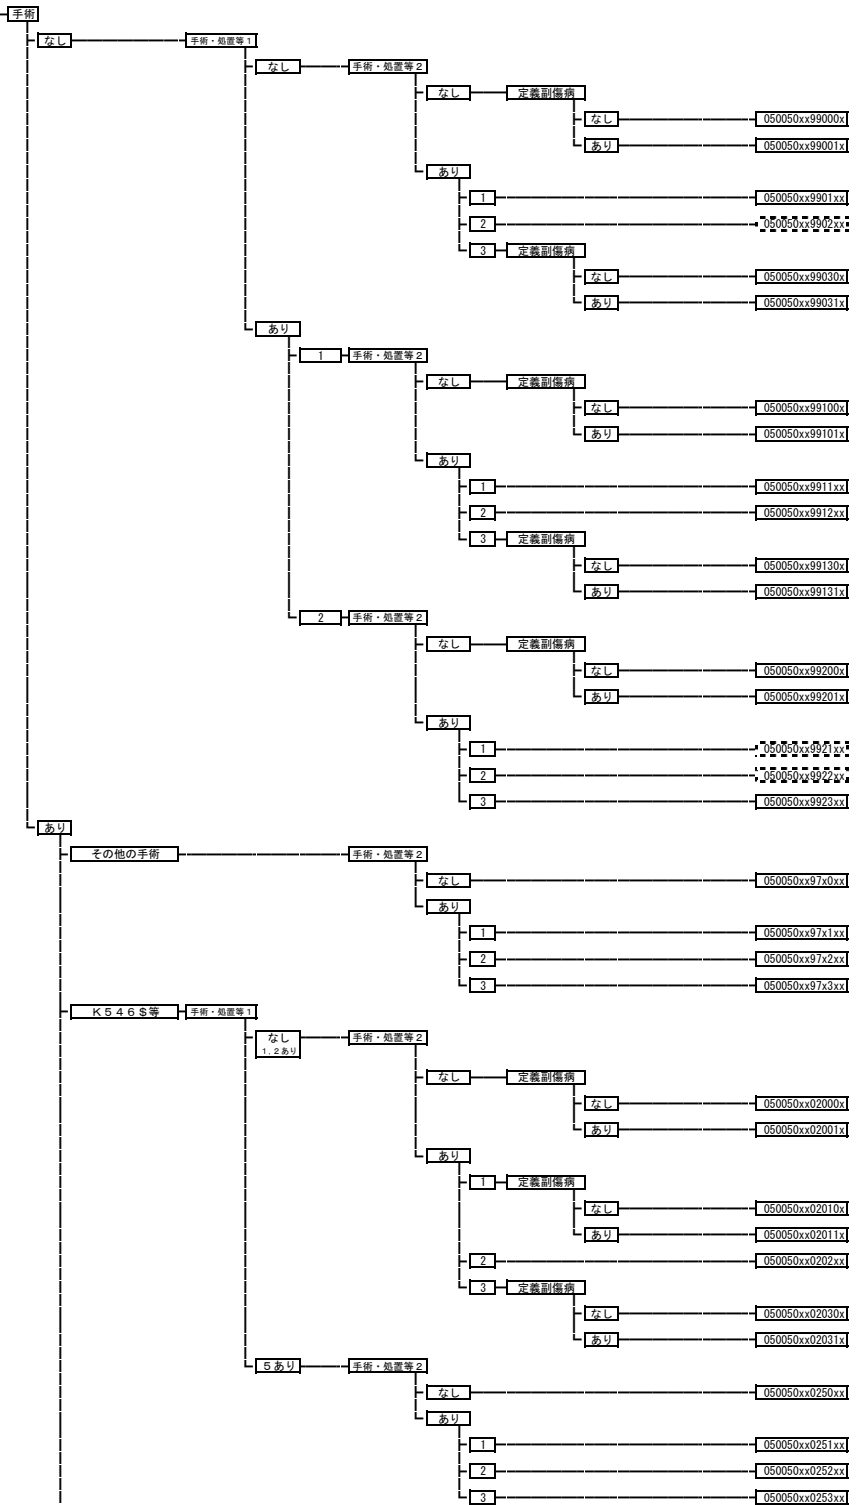 手術
なし 手術・処置等1
なし 手術・処置等2
なし 定義副傷病
なし 050050xx99000x
あり 050050xx99001x
あり
1 050050xx9901xx
2 050050xx9902xx
3 定義副傷病
なし 050050xx99030x
あり 050050xx99031x
あり
1 手術・処置等2
なし 定義副傷病
なし 050050xx99100x
あり 050050xx99101x
あり
1 050050xx9911xx
2 050050xx9912xx
3 定義副傷病
なし 050050xx99130x
あり 050050xx99131x
2 手術・処置等2
なし 定義副傷病
なし 050050xx99200x
あり 050050xx99201x
あり
1 050050xx9921xx
2 050050xx9922xx
3 050050xx9923xx
あり
その他の手術 手術・処置等2
なし 050050xx97x0xx
あり
1 050050xx97x1xx
2 050050xx97x2xx
3 050050xx97x3xx
K546$等 手術・処置等1
なし 手術・処置等2
1,2あり
なし 定義副傷病
なし 050050xx02000x
あり 050050xx02001x
あり
1 定義副傷病
なし 050050xx02010x
あり 050050xx02011x
2 050050xx0202xx
3 定義副傷病
なし 050050xx02030x
あり 050050xx02031x
5あり 手術・処置等2
なし 050050xx0250xx
あり
1 050050xx0251xx
2 050050xx0252xx
3 050050xx0253xx